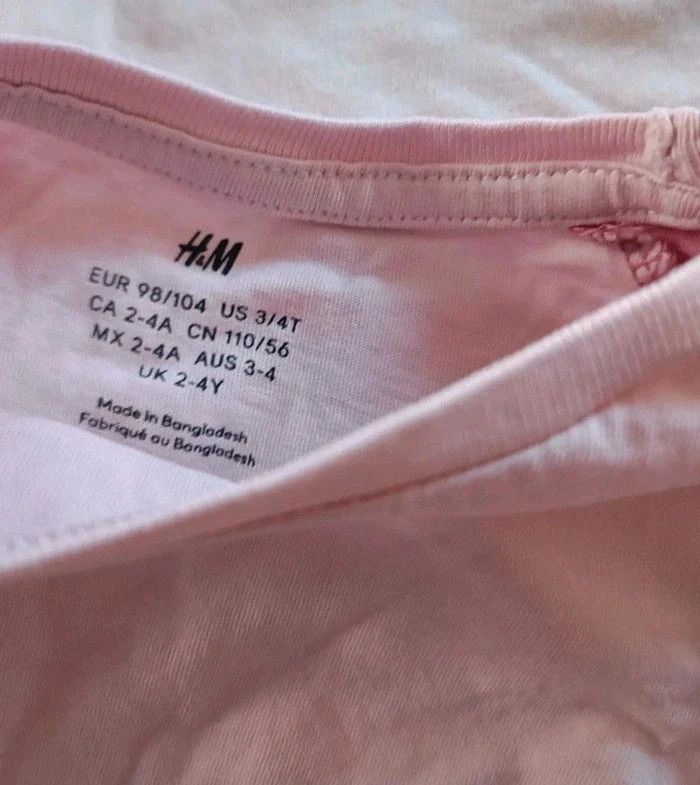 H&M
EUR 98/104 US 3/4T
CA 2-4A CN 110/56
MX 2-4A AUS 3-4
UK 2-4Y
Made in Bangladesh
Fabriqué au Bangladesh